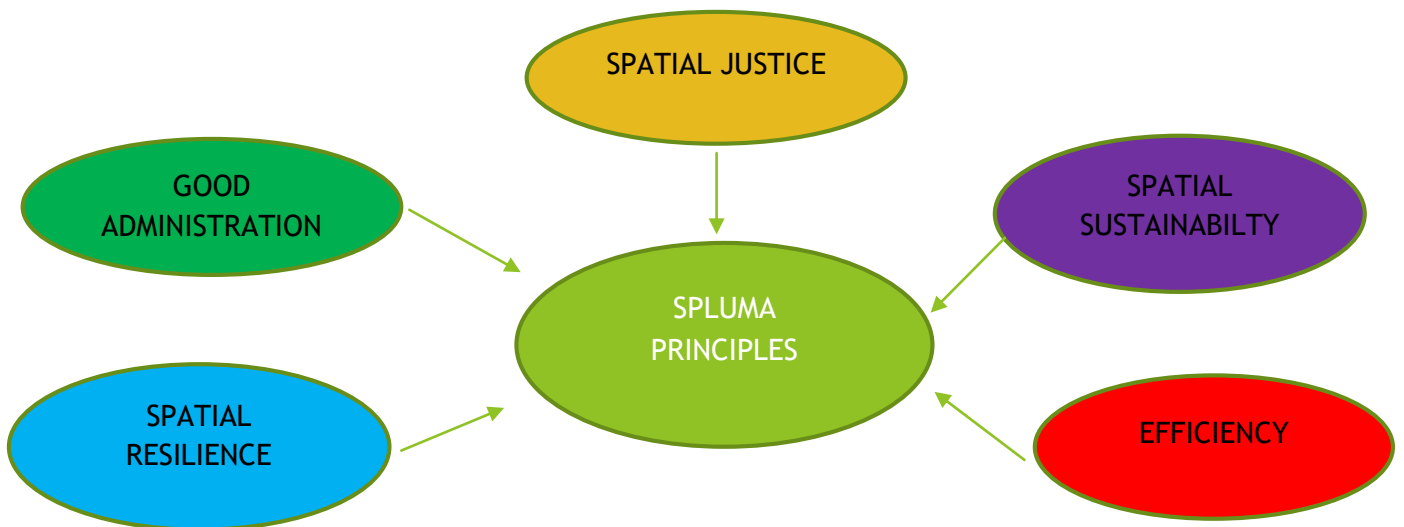 SPATIAL JUSTICE
GOOD
ADMINISTRATION
SPATIAL
SUSTAINABILTY
SPLUMA
PRINCIPLES
SPATIAL
RESILIENCE
EFFICIENCY